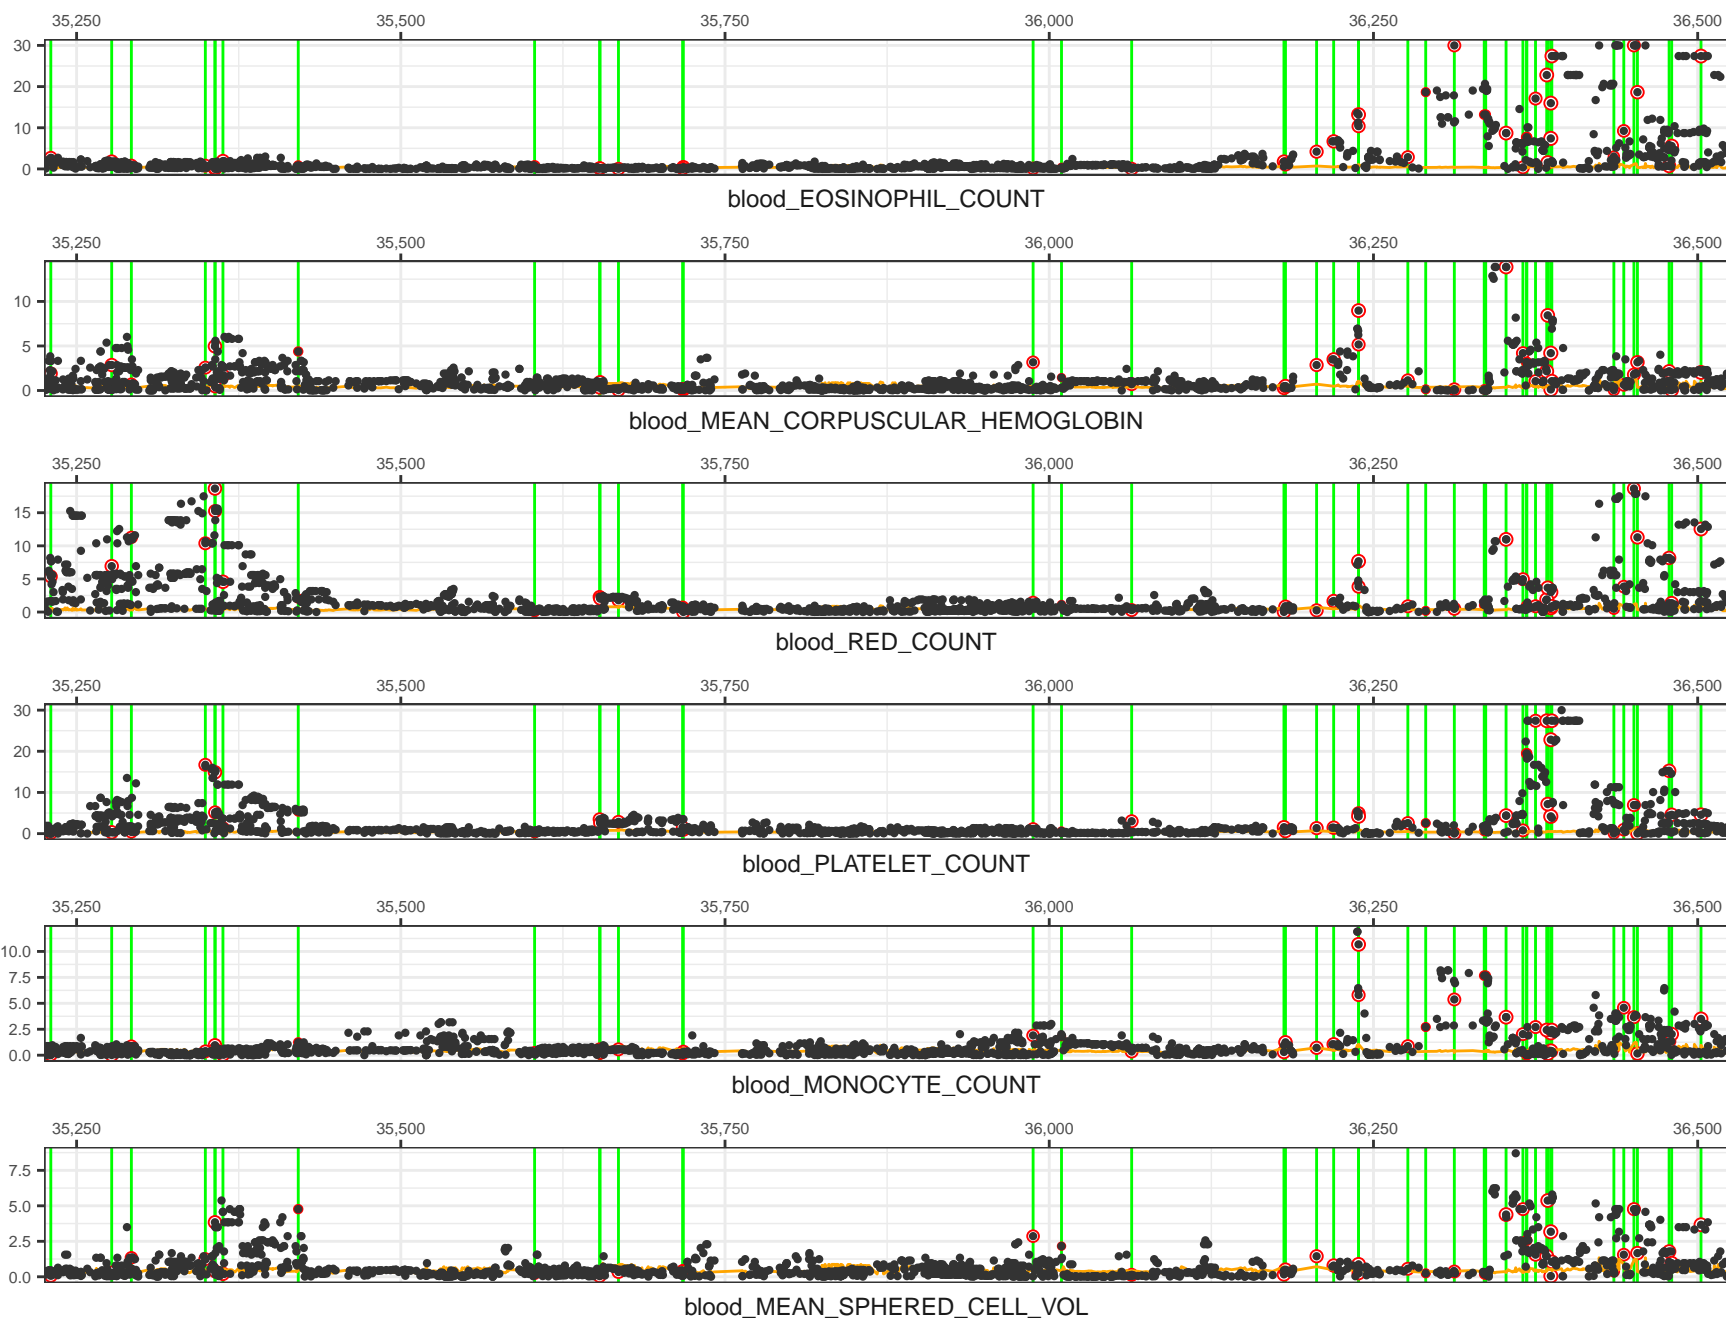 35,250 35,500 35,750 36,000 36,250 36,500
30
20
10
0
blood_EOSINOPHIL_COUNT
35,250 35,500 35,750 36,000 36,250 36,500
10
5
0
blood_MEAN_CORPUSCULAR_HEMOGLOBIN
35,250 35,500 35,750 36,000 36,250 36,500
15
10
5
0
blood_RED_COUNT
35,250 35,500 35,750 36,000 36,250 36,500
30
20
10
0
blood_PLATELET_COUNT
35,250 35,500 35,750 36,000 36,250 36,500
10.0
7.5
5.0
2.5
0.0
blood_MONOCYTE_COUNT
35,250 35,500 35,750 36,000 36,250 36,500
7.5
5.0
2.5
0.0
blood_MEAN_SPHERED_CELL_VOL